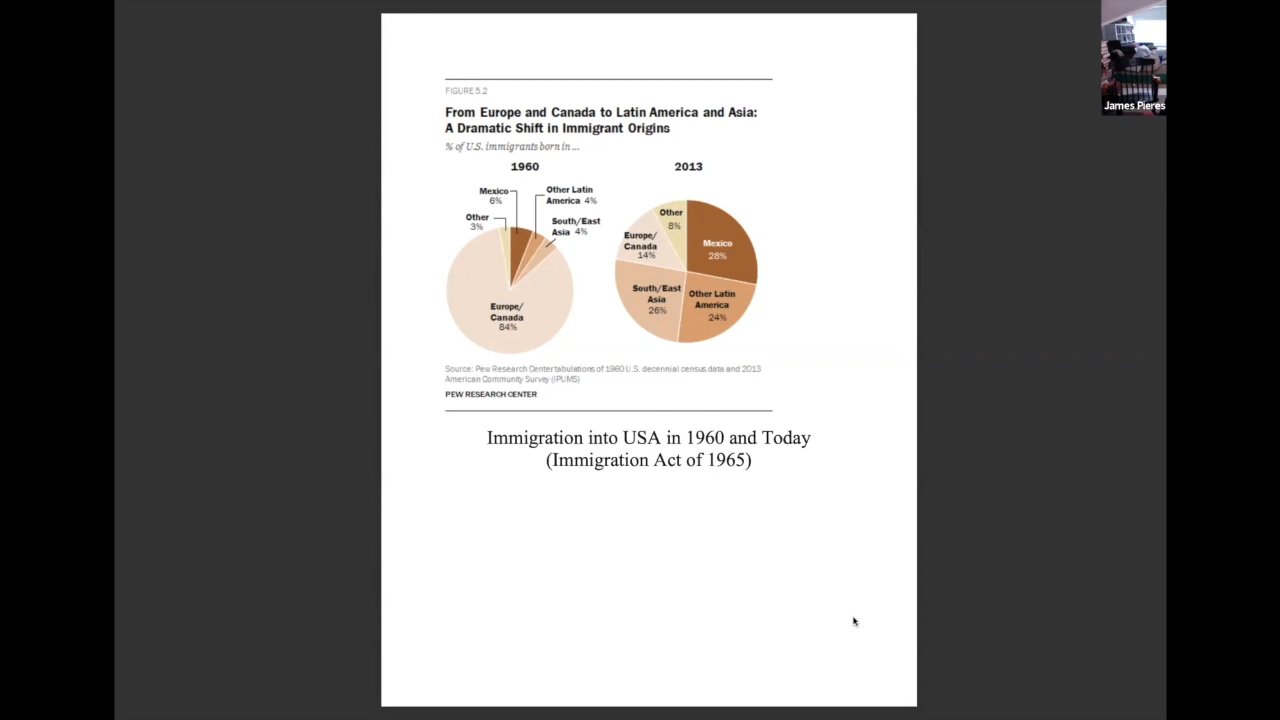 FIGURE 5.2
From Europe and Canada to Latin America and Asia:
A Dramatic Shift in Immigrant Origins
% of U.S. immigrants born in ...
1960
Mexico
6%
Other Latin
America 4%
Other
3%
South/East
Asia 4%
Europe/
Canada
84%
2013
Other
8%
Europe/
Canada
14%
Mexico
28%
South/East
Asia
26%
Other Latin
America
24%
Source: Pew Research Center tabulations of 1960 U.S. decennial census data and 2013
American Community Survey (IPUMS)
PEW RESEARCH CENTER
Immigration into USA in 1960 and Today
(Immigration Act of 1965)
James Pieres